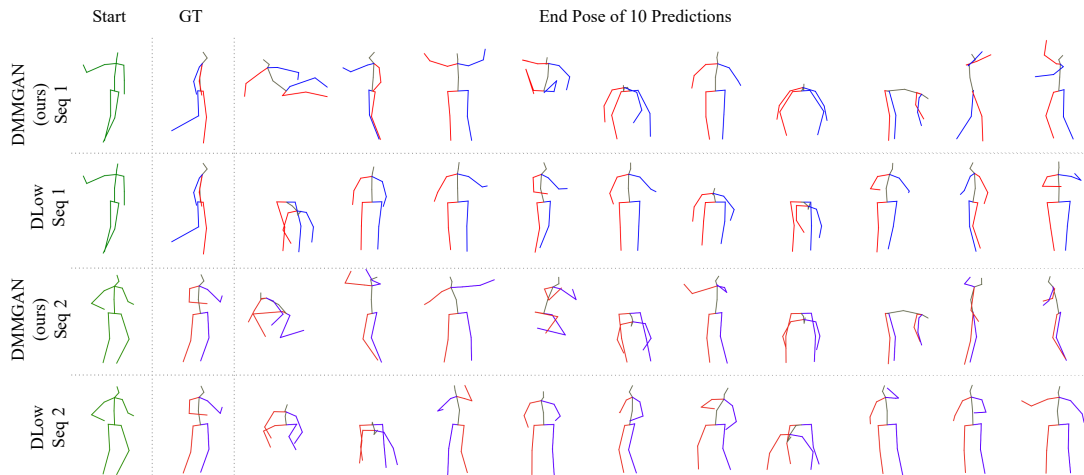 Start GT End Pose of 10 Predictions
DMMGAN
(ours)
Seq 1
DLow
Seq 1
DMMGAN
(ours)
Seq 2
DLow
Seq 2